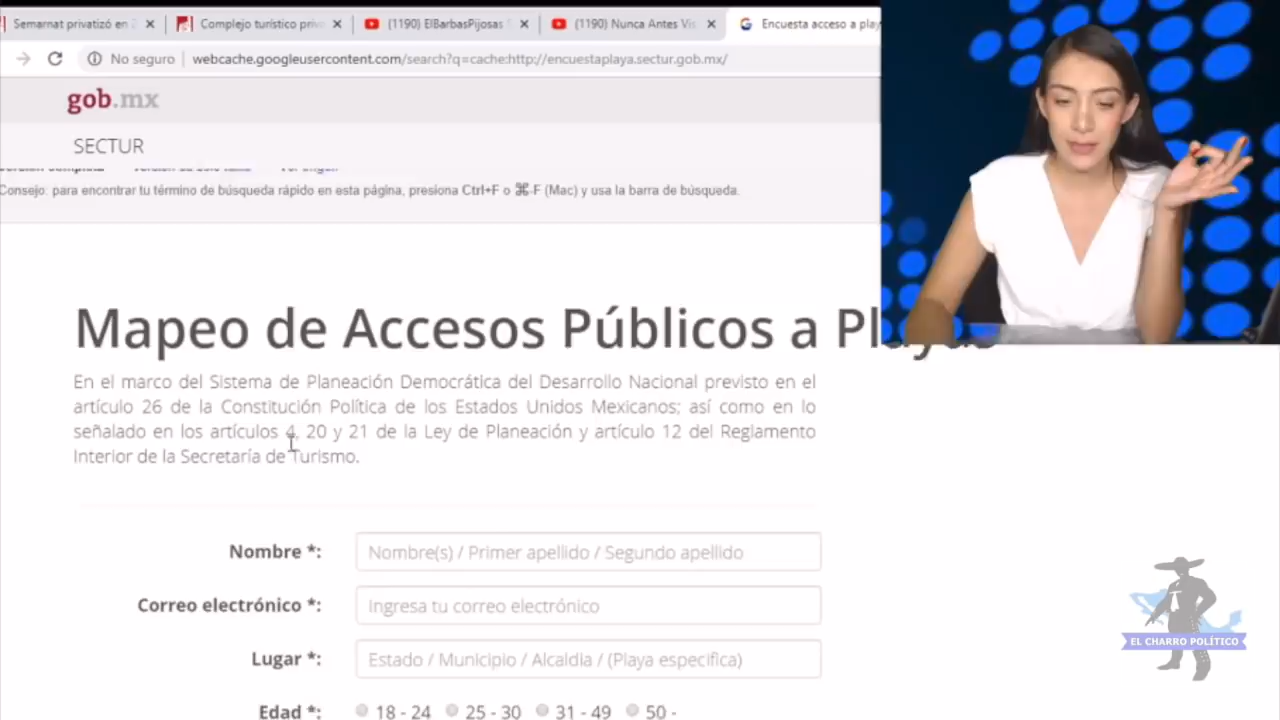 Semarnat privatizó en 2
Complejo turístico priv
(1190) ElBarbasPijosas
(1190) Nunca Antes Vis
Encuesta acceso a play
No seguro
webcache.googleusercontent.com/search?q=cache:http://encuestaplaya.sectur.gob.mx/
gob.mx
SECTUR
Consejo: para encontrar tu término de búsqueda rápido en esta página, presiona Ctrl+F o ⌘-F (Mac) y usa la barra de búsqueda.
Mapeo de Accesos Públicos a Playas
En el marco del Sistema de Planeación Democrática del Desarrollo Nacional previsto en el
artículo 26 de la Constitución Política de los Estados Unidos Mexicanos; así como en lo
señalado en los artículos 4, 20 y 21 de la Ley de Planeación y artículo 12 del Reglamento
Interior de la Secretaría de Turismo.
Nombre *:
Nombre(s) / Primer apellido / Segundo apellido
Correo electrónico *:
Ingresa tu correo electrónico
Lugar *:
Estado / Municipio / Alcaldia / (Playa especifica)
Edad *:
18 - 24
25 - 30
31 - 49
50 -
EL CHARRO POLÍTICO